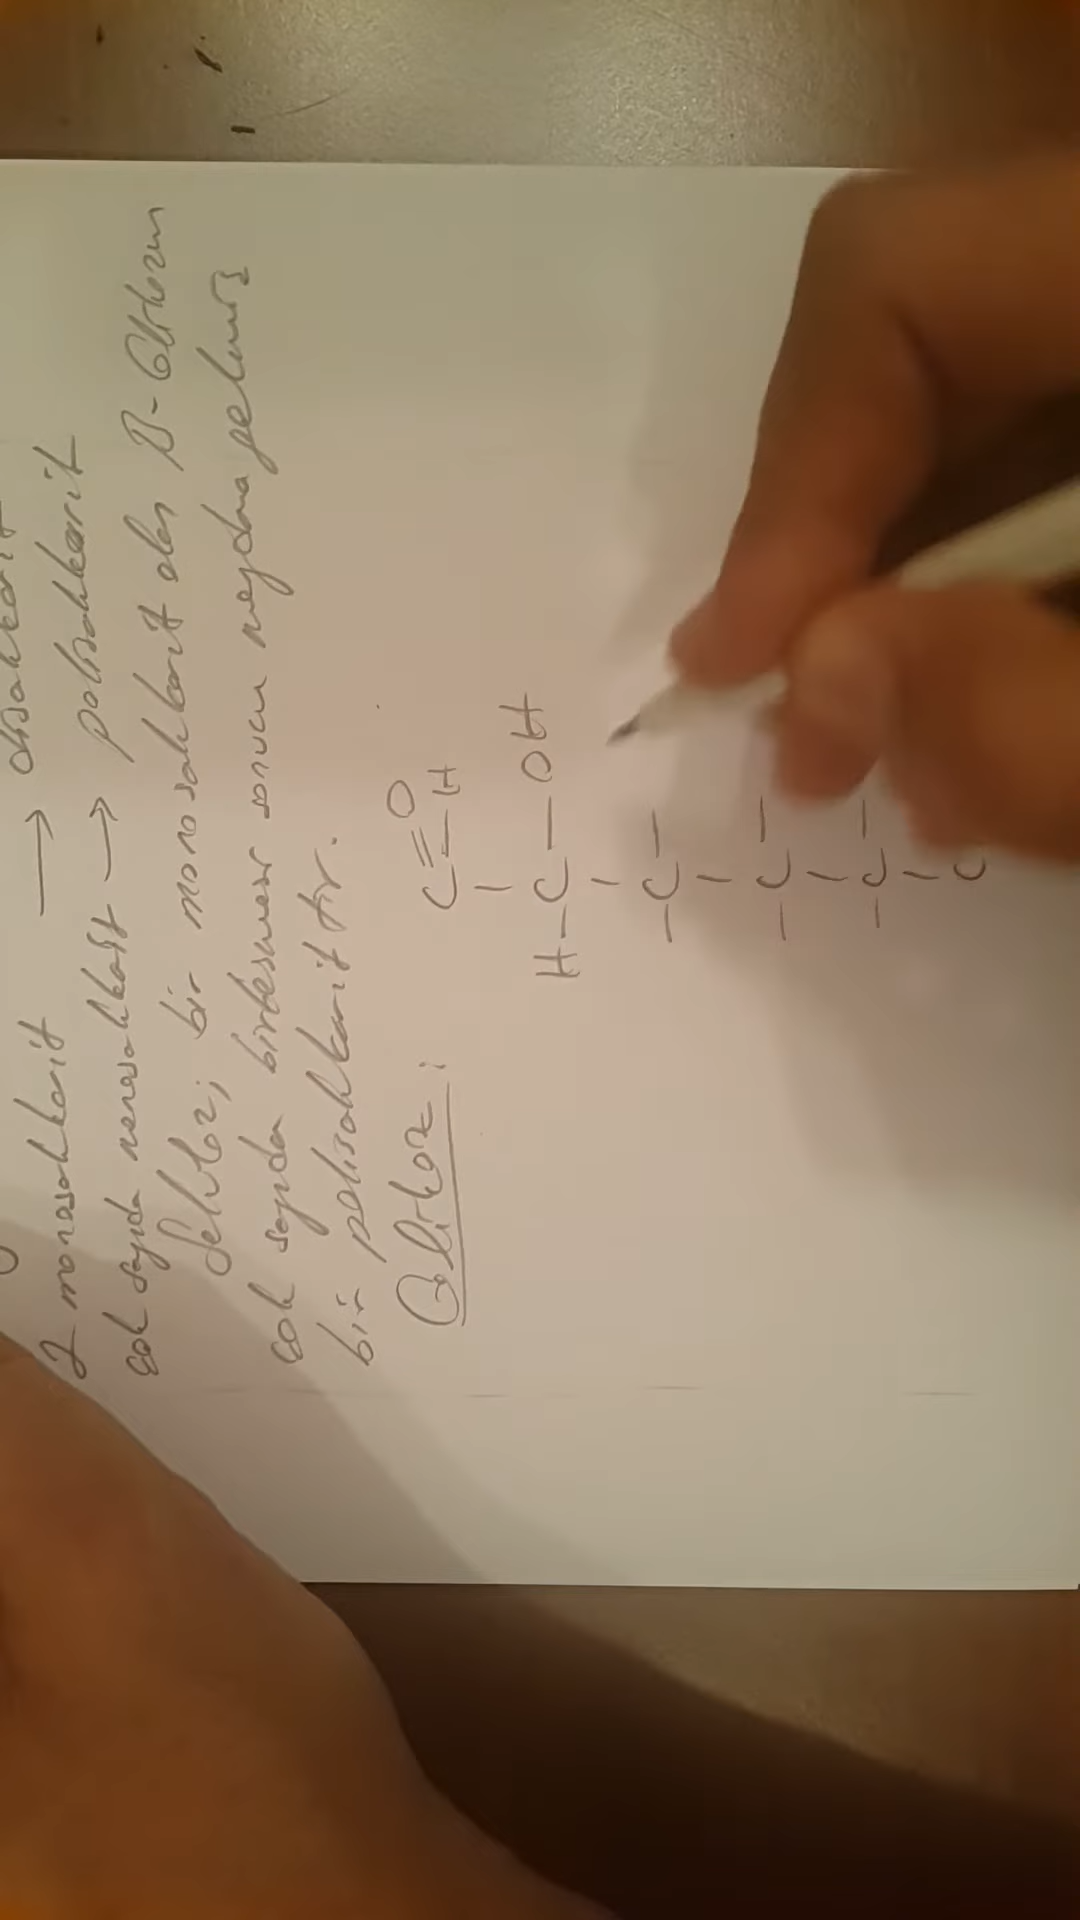 2 monosakkarit → disakkarit
çok sayıda monosakkarit → polisakkarit
Selüloz; bir monosakkarit olan β-Glikozun
çok sayıda birleşmesi sonucu meydana gelmiş
bir polisakkarittir.
Glikoz :
C=O
-H
H-C-OH
-C-
-C-
-C-
C